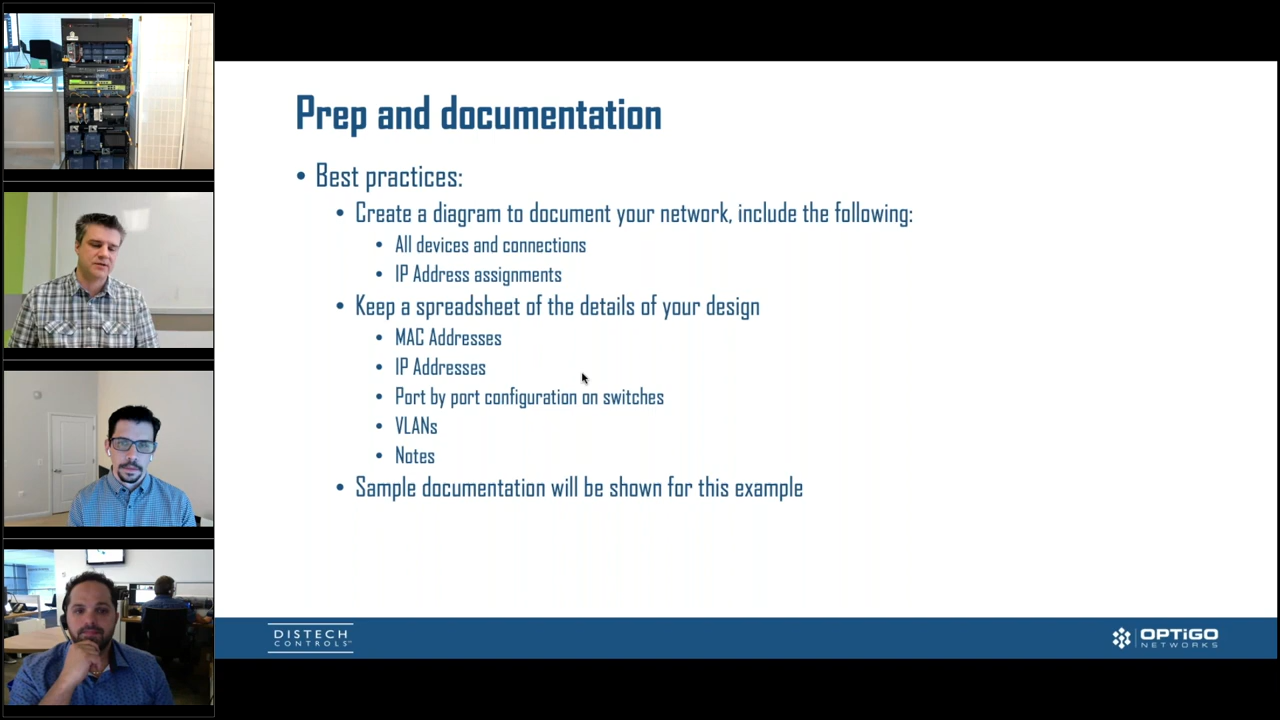 Prep and documentation
• Best practices:
• Create a diagram to document your network, include the following:
• All devices and connections
• IP Address assignments
• Keep a spreadsheet of the details of your design
• MAC Addresses
• IP Addresses
• Port by port configuration on switches
• VLANs
• Notes
• Sample documentation will be shown for this example
DISTECH
CONTROLS™
OPTiGO
NETWORKS